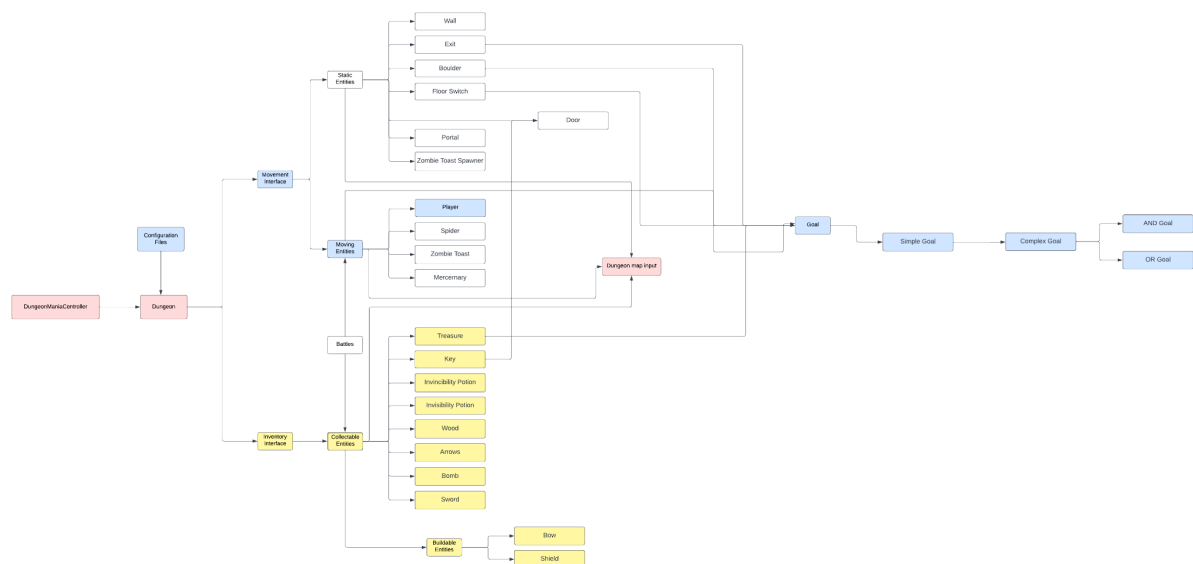 Wall
Exit
Boulder
Static
Entities
Floor Switch
Door
Portal
Zombie Toast Spawner
Movement
Interface
Player
Goal
AND Goal
Configuration
Files
Spider
Simple Goal
Complex Goal
Moving
Entities
Zombie Toast
OR Goal
Dungeon map input
Mercernary
DungeonManiaController
Dungeon
Treasure
Battles
Key
Invincibility Potion
Invisibility Potion
Wood
Inventory
Interface
Collectable
Entities
Arrows
Bomb
Sword
Bow
Buildable
Entities
Shield